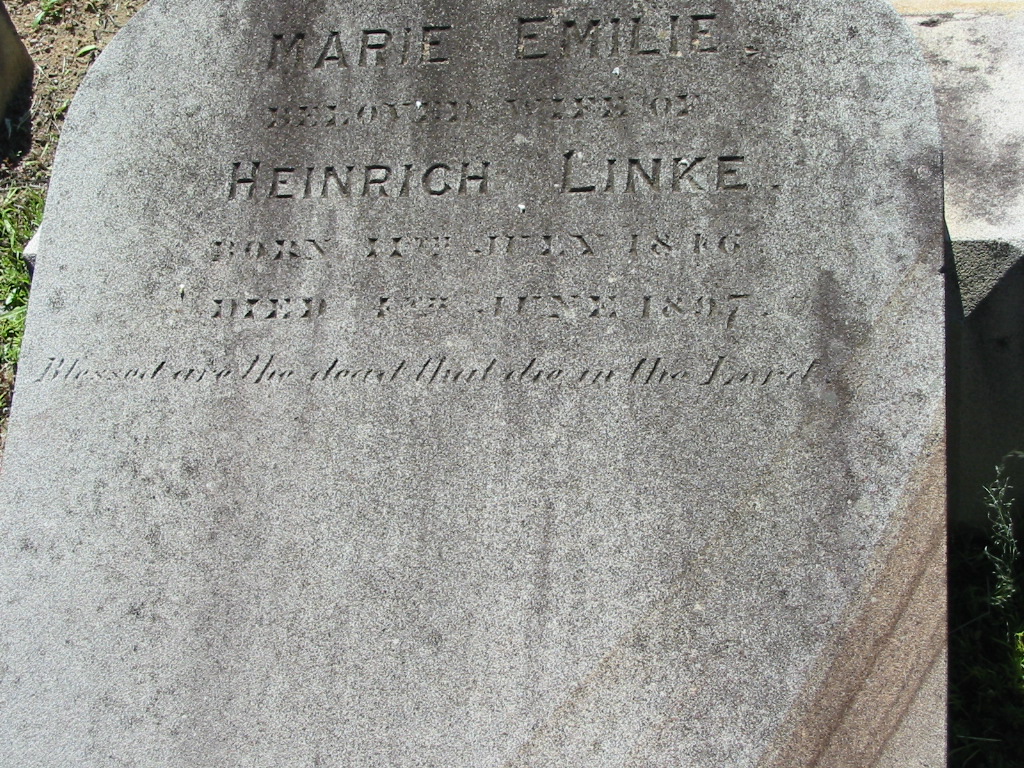 MARIE EMILIE.
BELOVED WIFE OF
HEINRICH LINKE.
BORN 11TH JULY
DIED JUNE 1897.
Blessed are the dead that die in the Lord.